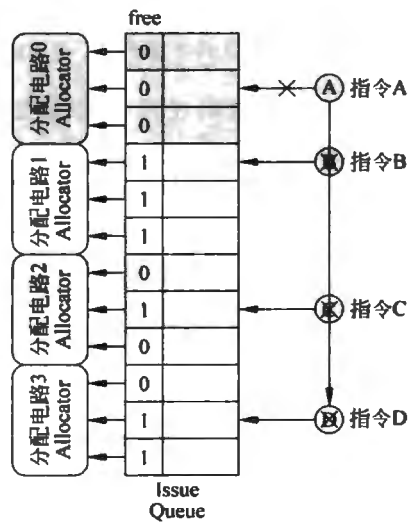 free
分配电路0
Allocator
0
0
0
A 指令A
分配电路1
Allocator
1
1
1
指令B
分配电路2
Allocator
0
1
0
指令C
分配电路3
Allocator
0
1
1
指令D
Issue
Queue